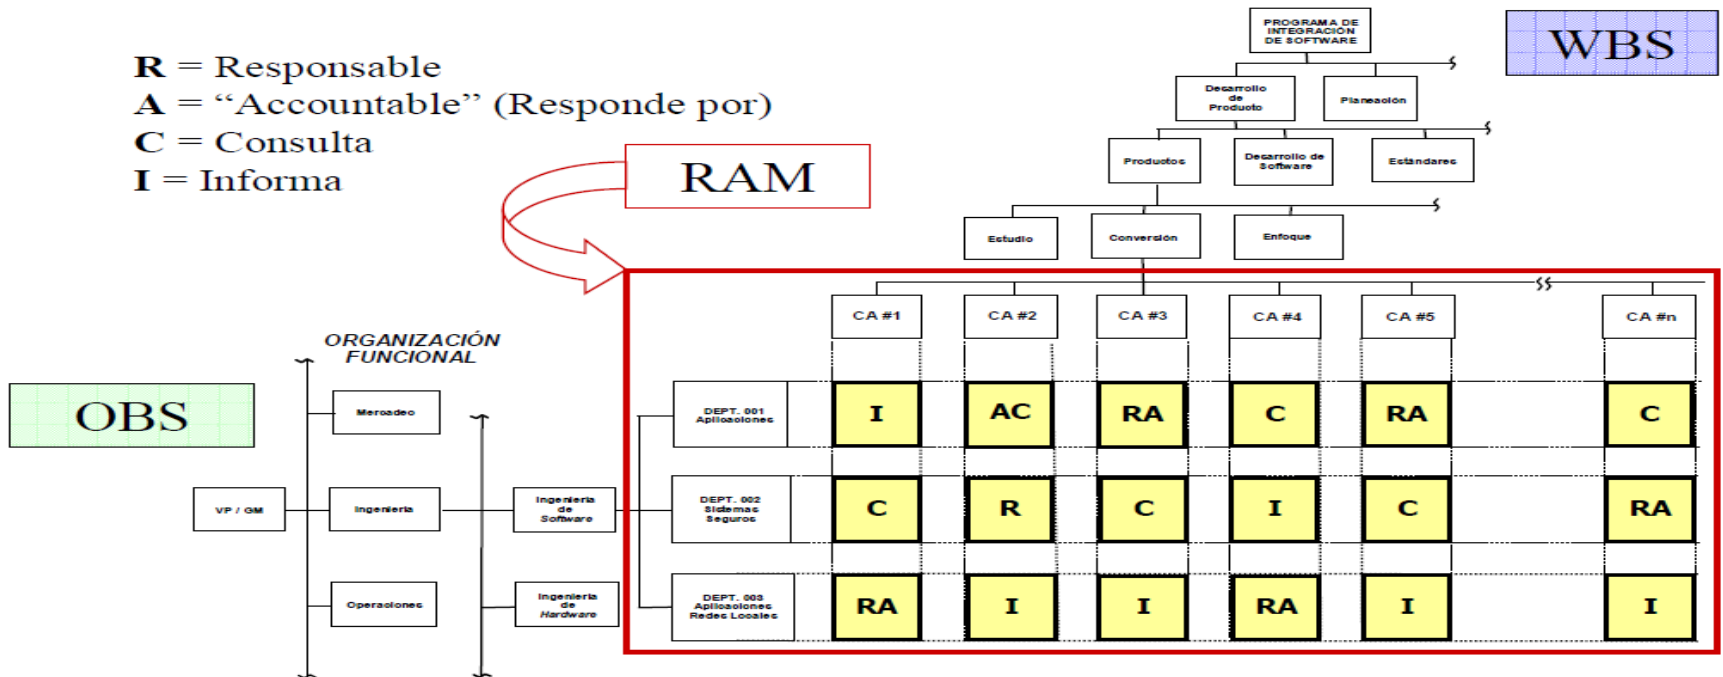 R = Responsable
A = “Accountable” (Responde por)
C = Consulta
I = Informa
RAM
WBS
PROGRAMA DE
INTEGRACIÓN
DE SOFTWARE
Desarrollo
de
Producto
Planeación
Productos
Desarrollo de
Software
Estándares
Estudio
Conversión
Enfoque
CA #1
CA #2
CA #3
CA #4
CA #5
CA #n
ORGANIZACIÓN
FUNCIONAL
OBS
Mercadeo
VP / GM
Ingeniería
Operaciones
Ingeniería
de
Software
Ingeniería
de
Hardware
DEPT. 001
Aplicaciones
I AC RA C RA C
DEPT. 002
Sistemas
Seguros
C R C I C RA
DEPT. 003
Aplicaciones
Redes Locales
RA I I RA I I